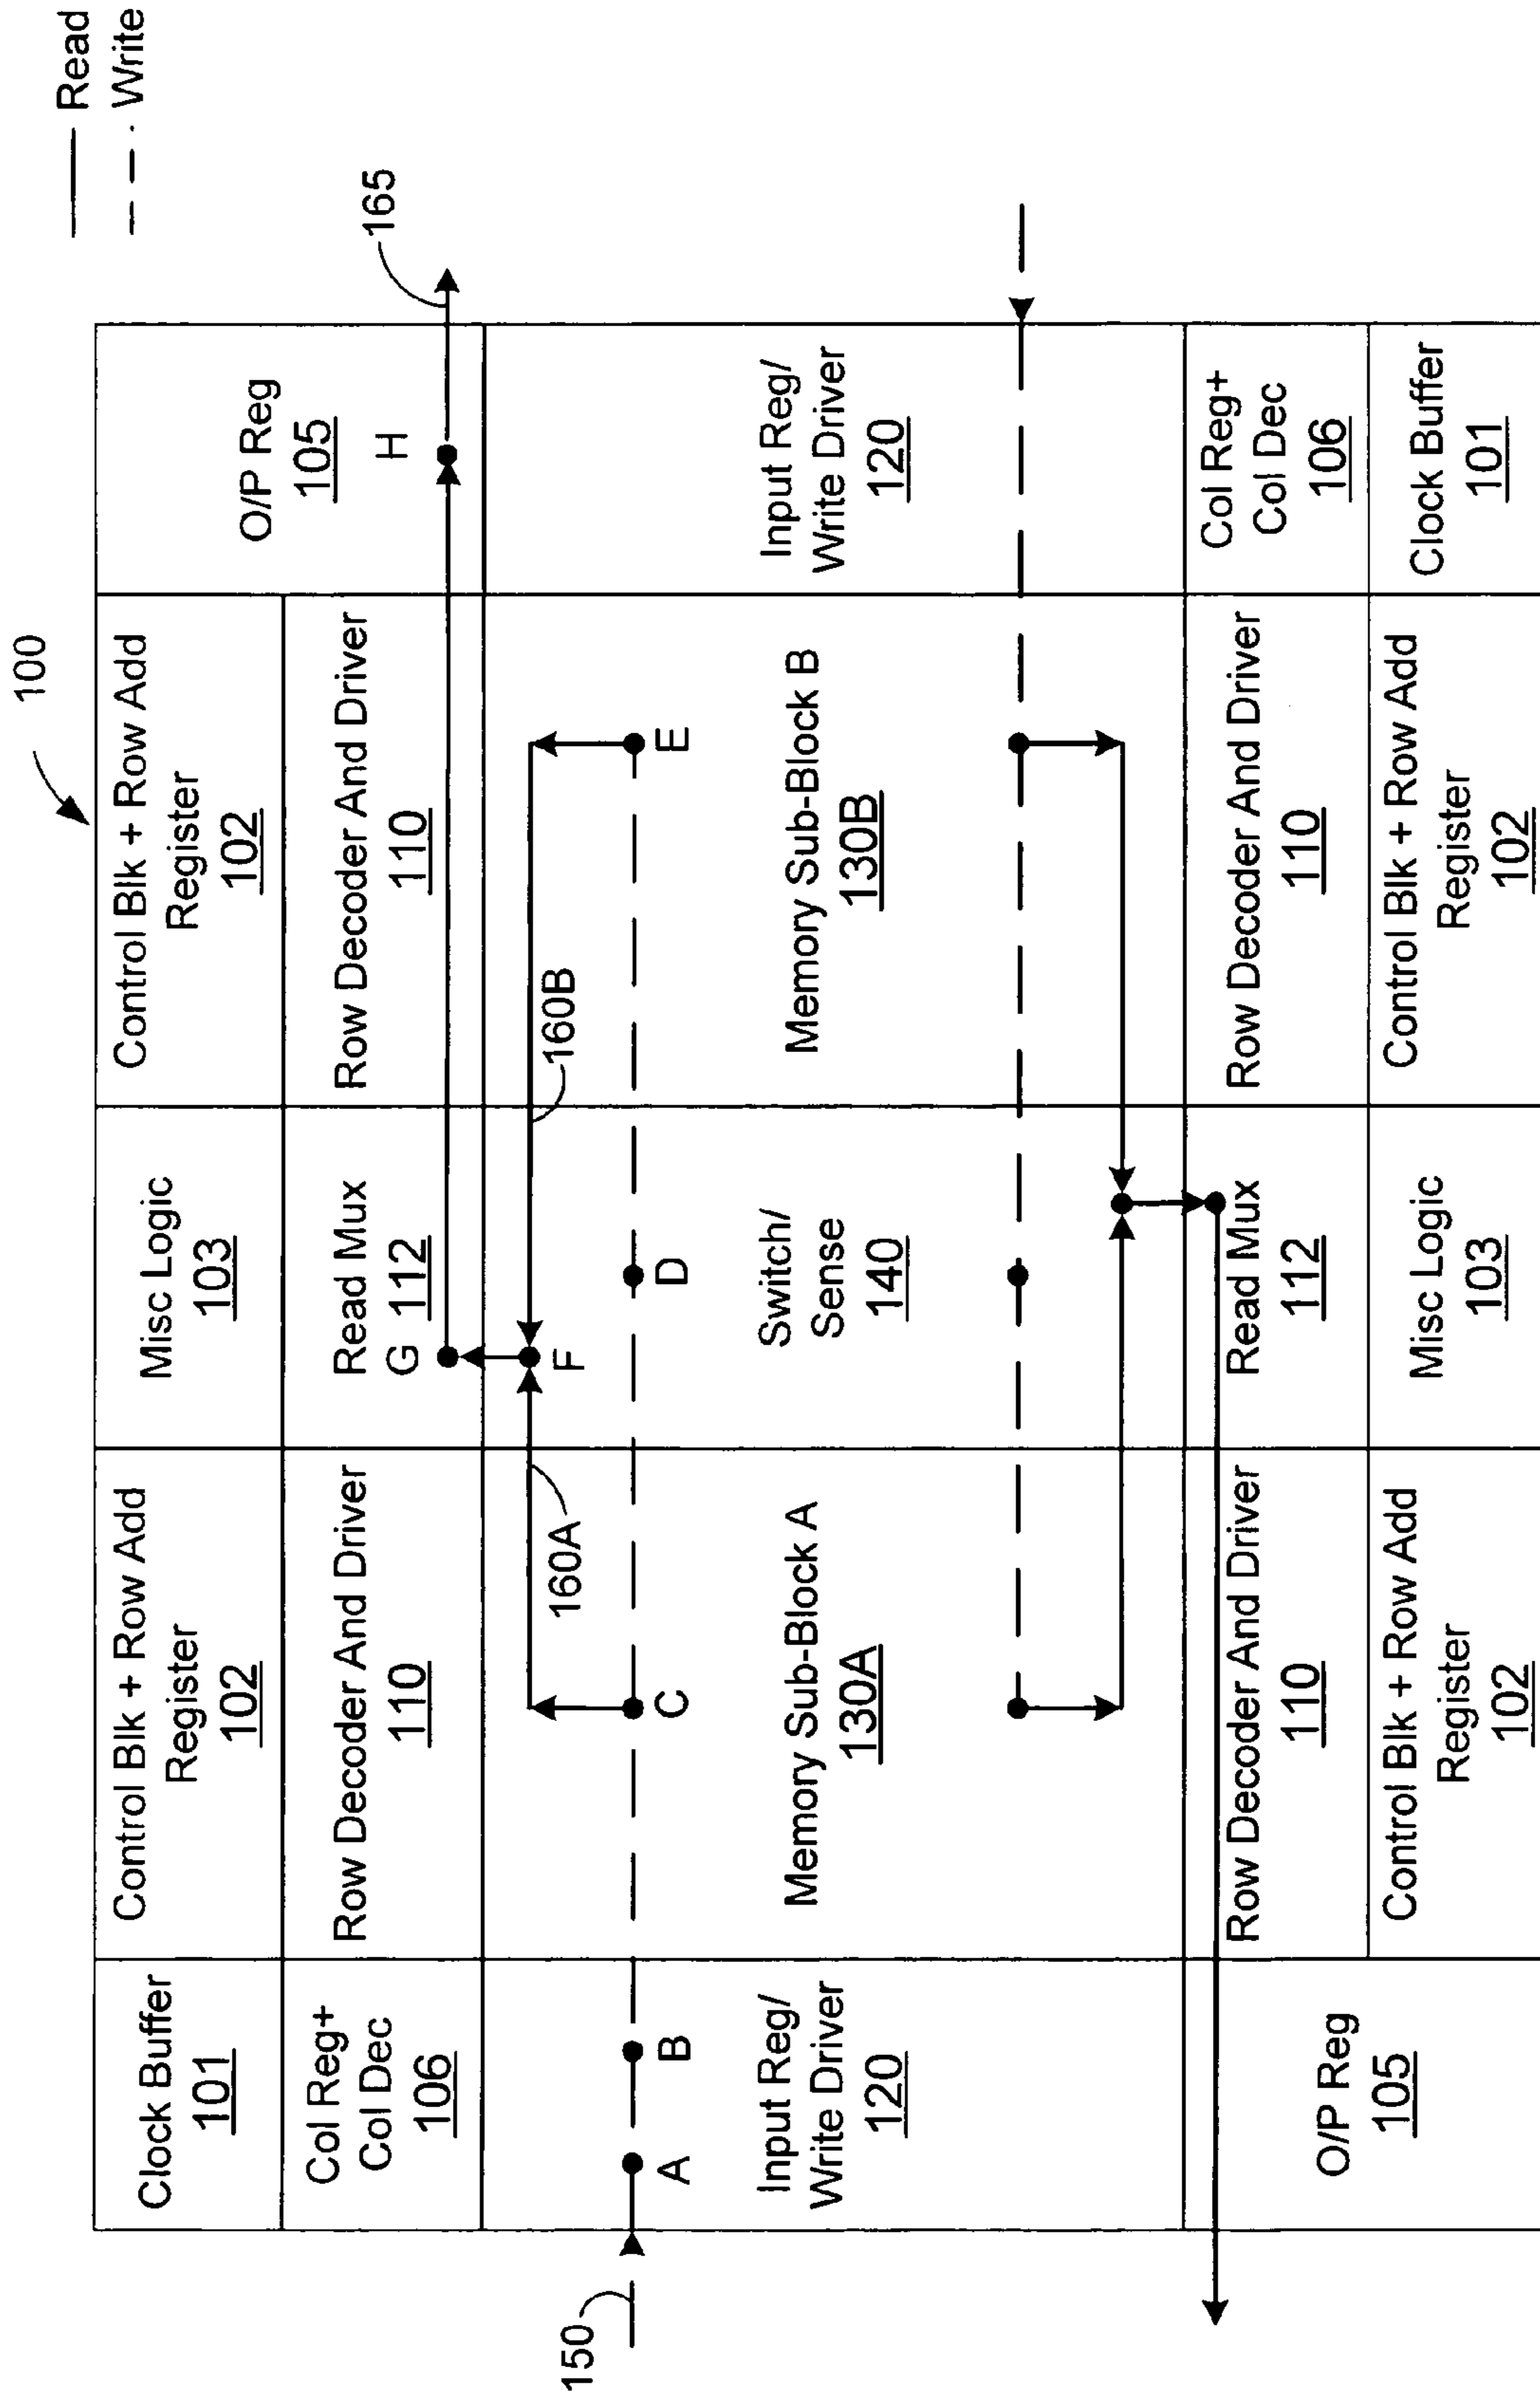 100
Read
Write
Clock Buffer
101
Control Blk + Row Add
Register
102
Misc Logic
103
Control Blk + Row Add
Register
102
O/P Reg
105
H
165
Col Reg+
Col Dec
106
Row Decoder And Driver
110
Read Mux
G 112
Row Decoder And Driver
110
150
A
B
160A
C
F
D
160B
E
Input Reg/
Write Driver
120
Memory Sub-Block A
130A
Switch/
Sense
140
Memory Sub-Block B
130B
Input Reg/
Write Driver
120
O/P Reg
105
Row Decoder And Driver
110
Read Mux
112
Row Decoder And Driver
110
Col Reg+
Col Dec
106
Control Blk + Row Add
Register
102
Misc Logic
103
Control Blk + Row Add
Register
102
Clock Buffer
101